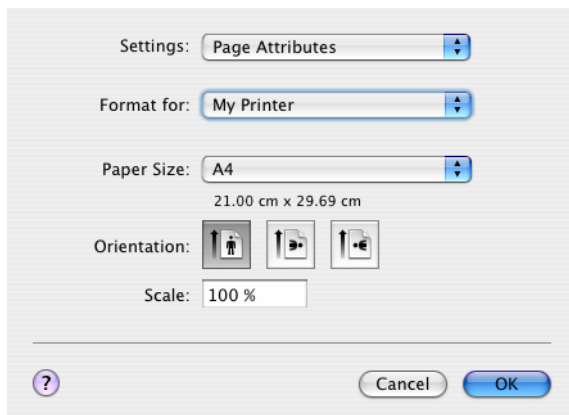 Settings: Page Attributes
Format for: My Printer
Paper Size: A4
21.00 cm x 29.69 cm
Orientation:
Scale: 100 %
? Cancel OK